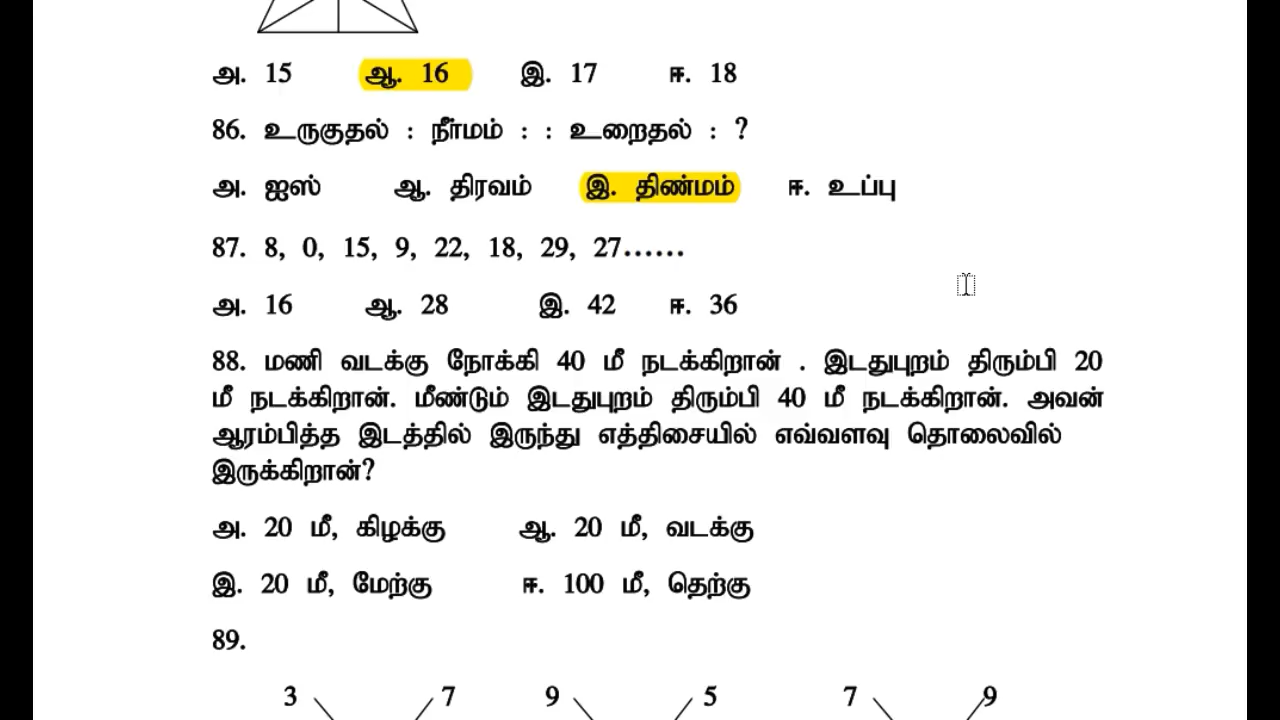 அ. 15 ஆ. 16 இ. 17 ஈ. 18
86. உருகுதல் : நீர்மம் : : உறைதல் : ?
அ. ஐஸ் ஆ. திரவம் இ. திண்மம் ஈ. உப்பு
87. 8, 0, 15, 9, 22, 18, 29, 27......
அ. 16 ஆ. 28 இ. 42 ஈ. 36
88. மணி வடக்கு நோக்கி 40 மீ நடக்கிறான் . இடதுபுறம் திரும்பி 20
மீ நடக்கிறான். மீண்டும் இடதுபுறம் திரும்பி 40 மீ நடக்கிறான். அவன்
ஆரம்பித்த இடத்தில் இருந்து எத்திசையில் எவ்வளவு தொலைவில்
இருக்கிறான்?
அ. 20 மீ, கிழக்கு ஆ. 20 மீ, வடக்கு
இ. 20 மீ, மேற்கு ஈ. 100 மீ, தெற்கு
89.
3 7 9 5 7 9